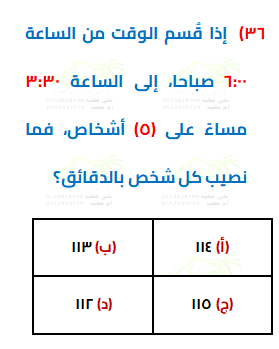 ٣٦) إذا قُسم الوقت من الساعة
٦:٠٠ صباحا، إلى الساعة ٣:٣٠
مساءً على (٥) أشخاص، فما
نصيب كل شخص بالدقائق؟
(أ) ١١٤ (ب) ١١٣
(ج) ١١٥ (د) ١١٢